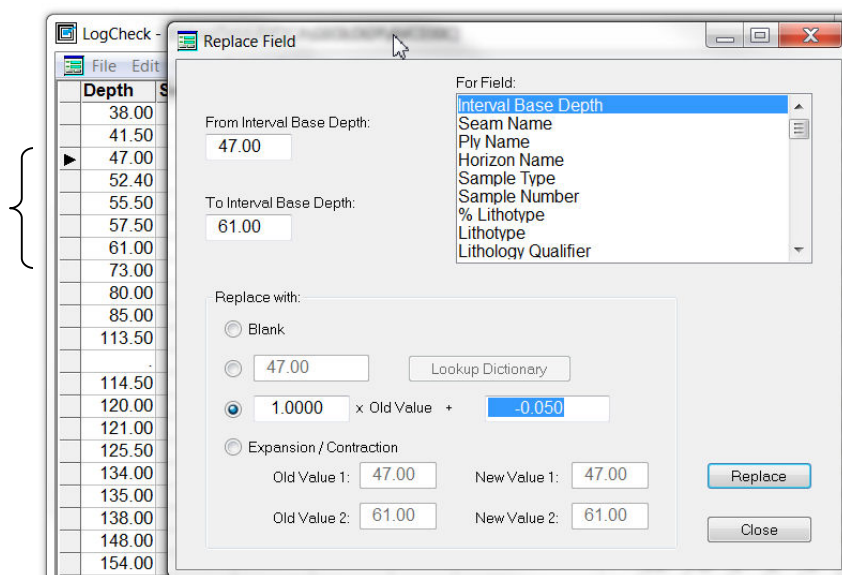 LogCheck -
File Edit
Depth S
38.00
41.50
47.00
52.40
55.50
57.50
61.00
73.00
80.00
85.00
113.50
.
114.50
120.00
121.00
125.50
134.00
135.00
138.00
148.00
154.00
Replace Field
From Interval Base Depth:
47.00
To Interval Base Depth:
61.00
For Field:
Interval Base Depth
Seam Name
Ply Name
Horizon Name
Sample Type
Sample Number
% Lithotype
Lithotype
Lithology Qualifier
Replace with:
Blank
47.00 Lookup Dictionary
1.0000 x Old Value + -0.050
Expansion / Contraction
Old Value 1: 47.00 New Value 1: 47.00
Old Value 2: 61.00 New Value 2: 61.00
Replace
Close